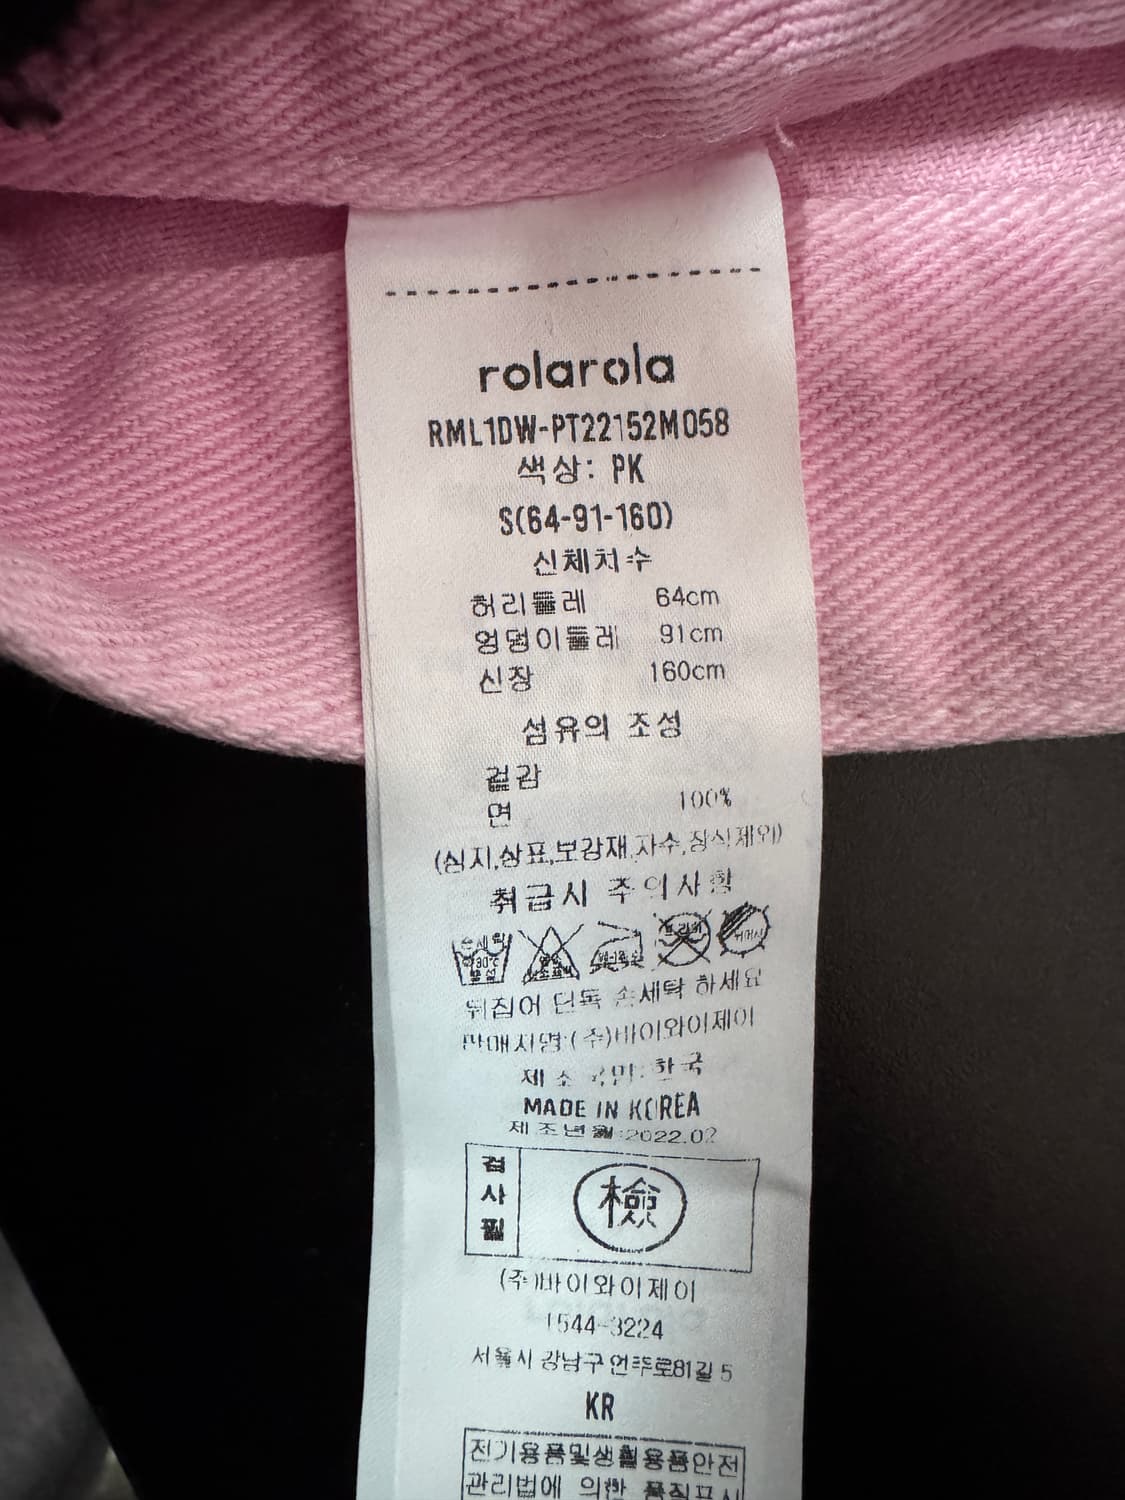 rolarola
RML1DW-PT22152M058
색상: PK
S(64-91-160)
신체치수
허리둘레 64cm
엉덩이둘레 91cm
신장 160cm
섬유의 조성
겉감
면 100%
(심지,상표,보강재,자수,장식제외)
취급시 주의사항
손세탁
30℃
중성
뒤집어 단독 손세탁 하세요
판매자명:(주)바이와이제이
제조국명: 한국
MADE IN KOREA
제조년월:2022.02
검사필
檢
(주)바이와이제이
1544-3224
서울시 강남구 언주로81길 5
KR
전기용품및생활용품안전
관리법에 의한 품질표시